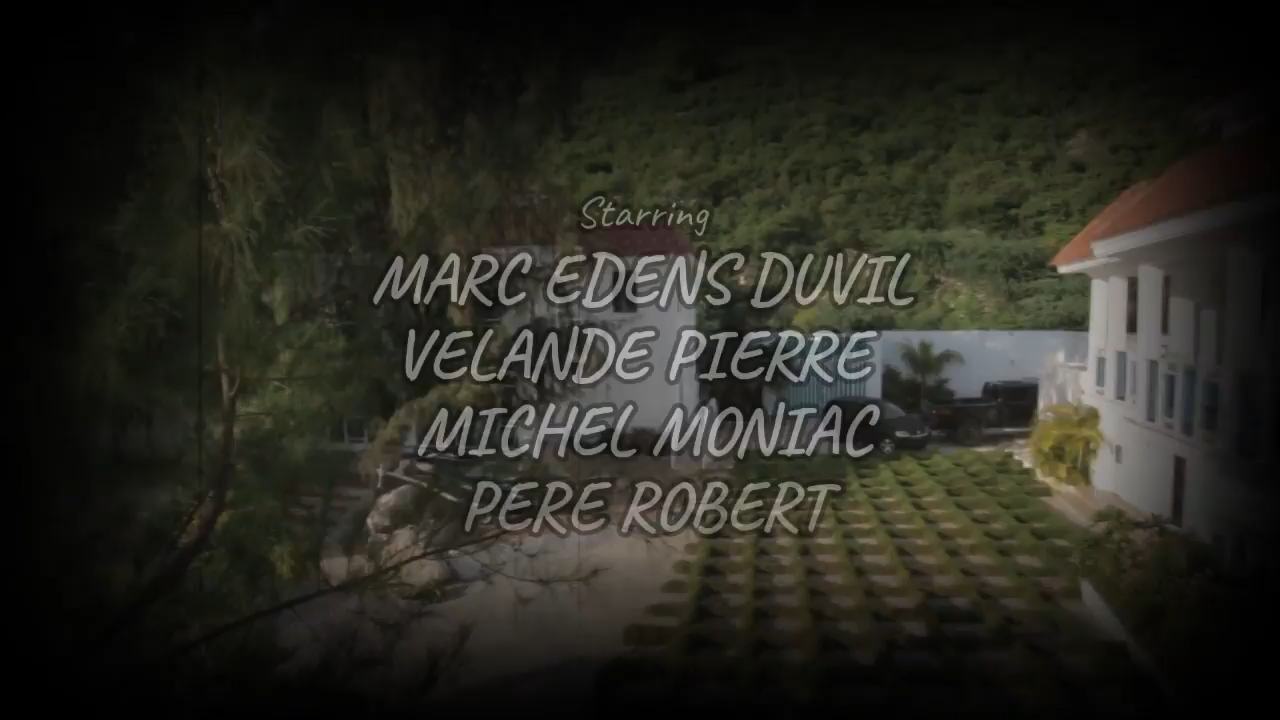 Starring
MARC EDENS DUVIL
VELANDE PIERRE
MICHEL MONIAC
PERE ROBERT